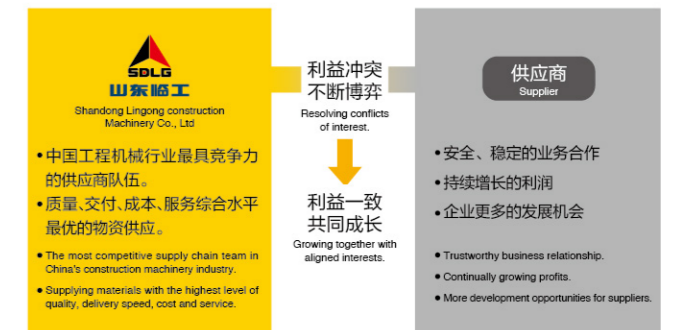 SDLG
山东临工
Shandong Lingong construction
Machinery Co., Ltd
•中国工程机械行业最具竞争力
的供应商队伍。
•质量、交付、成本、服务综合水平
最优的物资供应。
• The most competitive supply chain team in
China's construction machinery industry.
• Supplying materials with the highest level of
quality, delivery speed, cost and service.
利益冲突
不断博弈
Resolving conflicts
of interest.
利益一致
共同成长
Growing together with
aligned interests.
供应商
Supplier
•安全、稳定的业务合作
•持续增长的利润
•企业更多的发展机会
• Trustworthy business relationship.
• Continually growing profits.
• More development opportunities for suppliers.